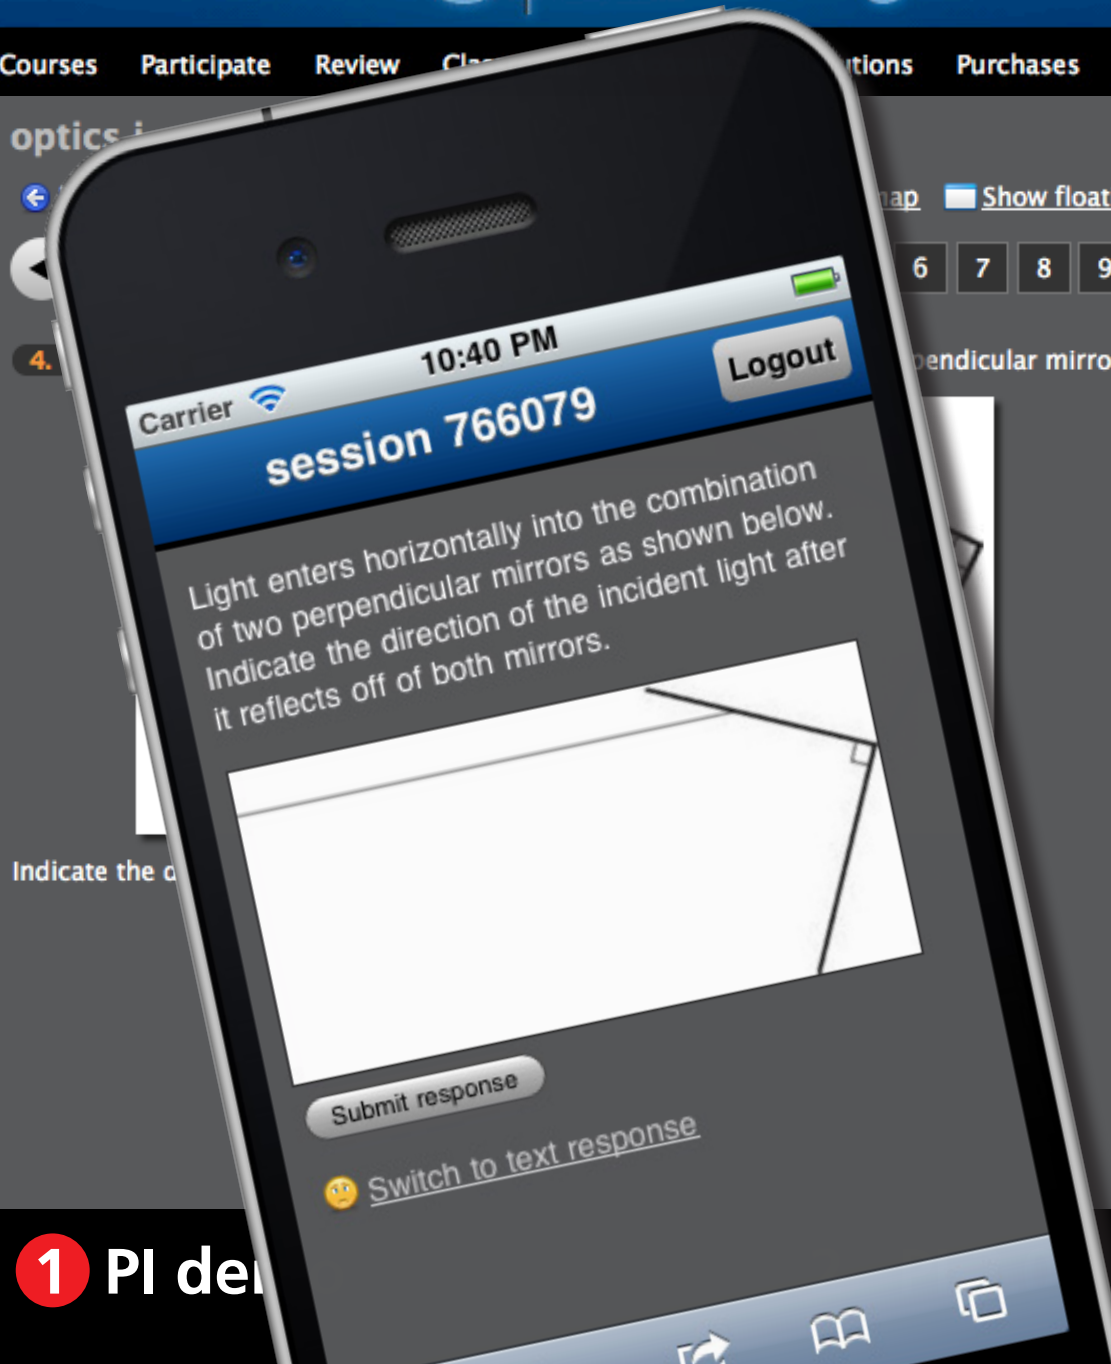 Courses Participate Review tions Purchases
optics
map Show float
6 7 8 9
4. pendicular mirro
Carrier 10:40 PM
session 766079 Logout
Light enters horizontally into the combination
of two perpendicular mirrors as shown below.
Indicate the direction of the incident light after
it reflects off of both mirrors.
Indicate the d
Submit response
Switch to text response
1 PI de